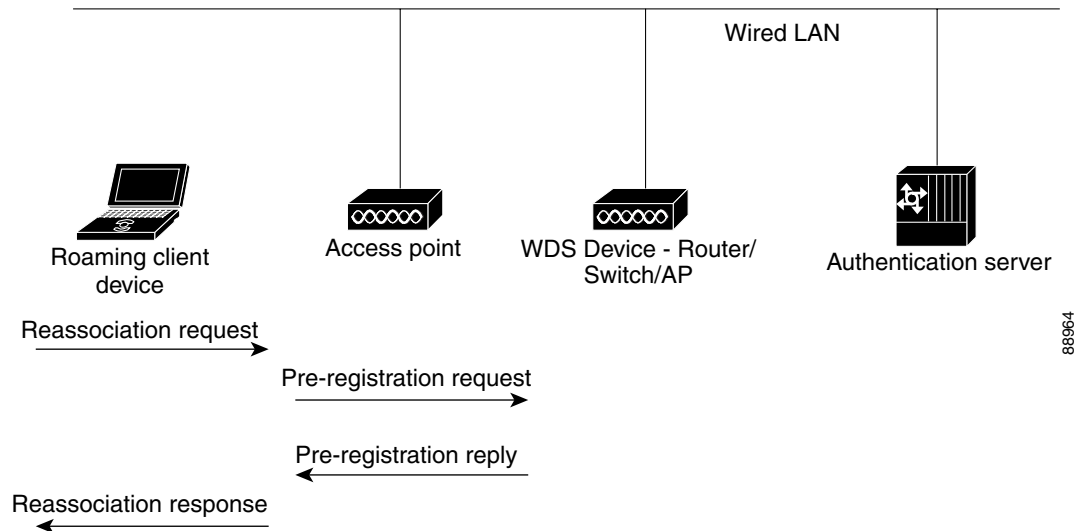 Wired LAN
Roaming client
device
Access point
WDS Device - Router/
Switch/AP
Authentication server
88964
Reassociation request
Pre-registration request
Pre-registration reply
Reassociation response